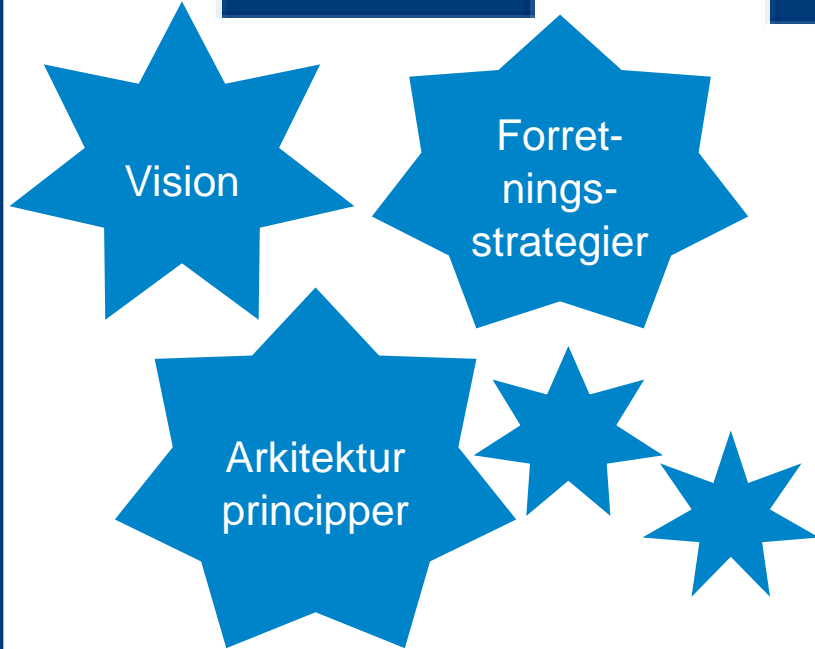 Vision
Forret-
nings-
strategier
Arkitektur
principper